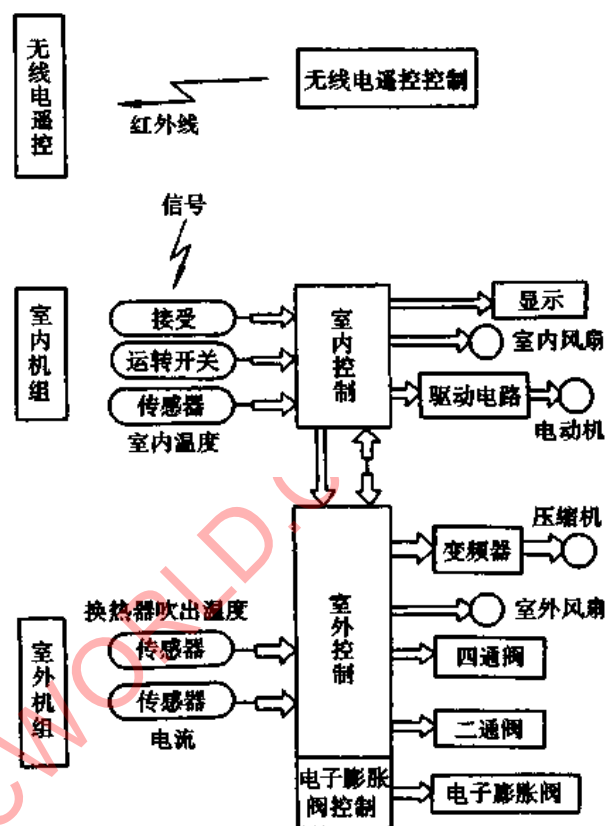 无线电遥控
无线电遥控控制
红外线
信号
室内机组
接受
运转开关
传感器
室内温度
室内控制
显示
室内风扇
驱动电路
电动机
室外机组
换热器吹出温度
传感器
传感器
电流
室外控制
压缩机
变频器
室外风扇
四通阀
二通阀
电子膨胀
阀控制
电子膨胀阀
CWORLD.C